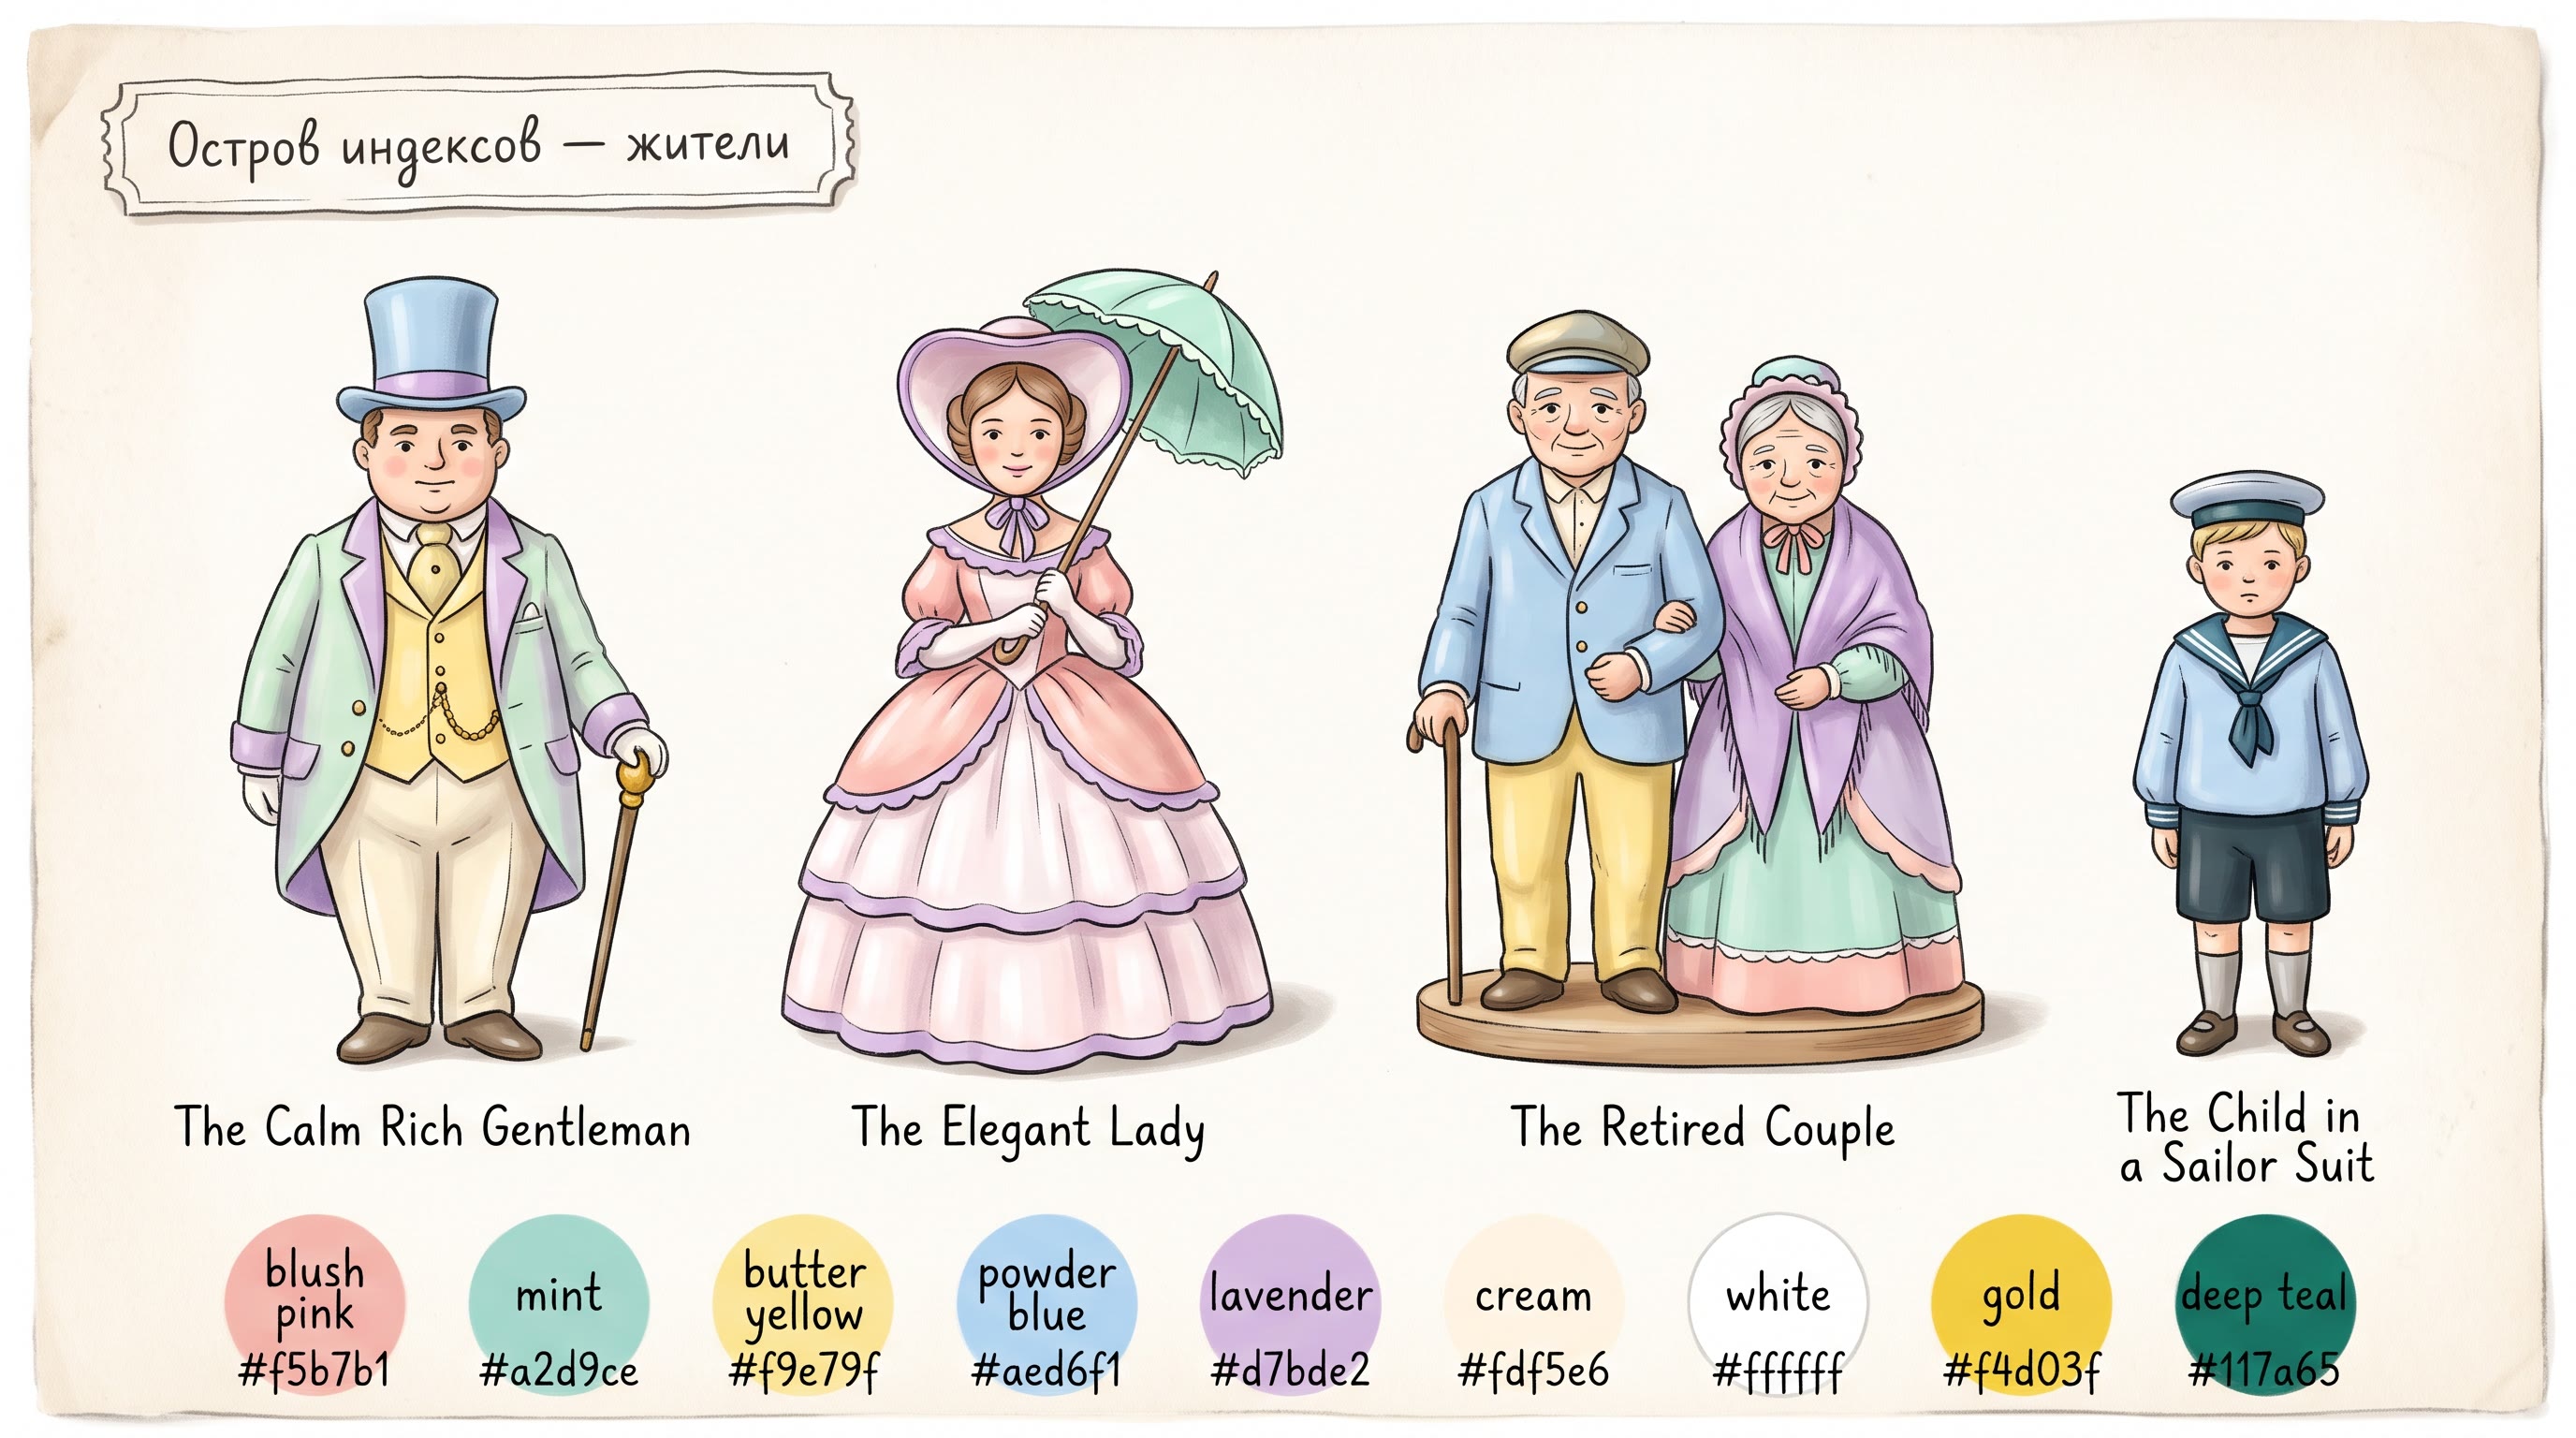 Остров индексов — жители
The Calm Rich Gentleman
The Elegant Lady
The Retired Couple
The Child in
a Sailor Suit
blush
pink
#f5b7b1
mint
#a2d9ce
butter
yellow
#f9e79f
powder
blue
#aed6f1
lavender
#d7bde2
cream
#fdf5e6
white
#ffffff
gold
#f4d03f
deep teal
#117a65